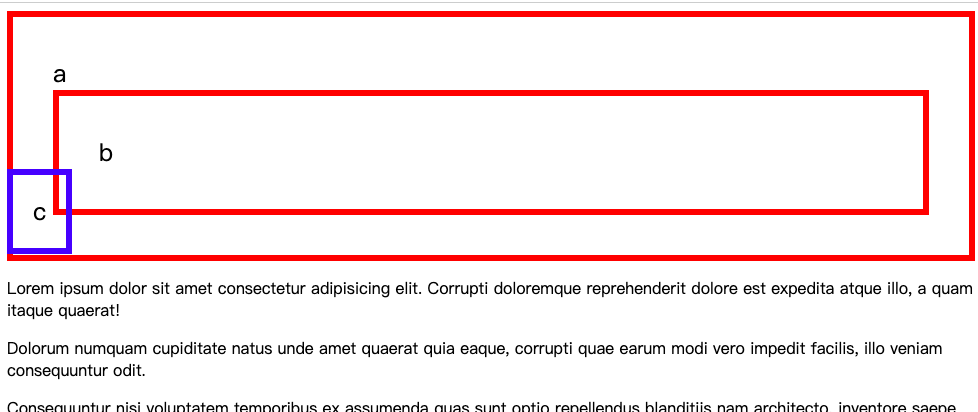 a
b
c
Lorem ipsum dolor sit amet consectetur adipisicing elit. Corrupti doloremque reprehenderit dolore est expedita atque illo, a quam
itaque quaerat!
Dolorum numquam cupiditate natus unde amet quaerat quia eaque, corrupti quae earum modi vero impedit facilis, illo veniam
consequuntur odit.
Consequuntur nisi voluptatem temporibus ex assumenda quas sunt optio repellendus blanditiis nam architecto, inventore saepe